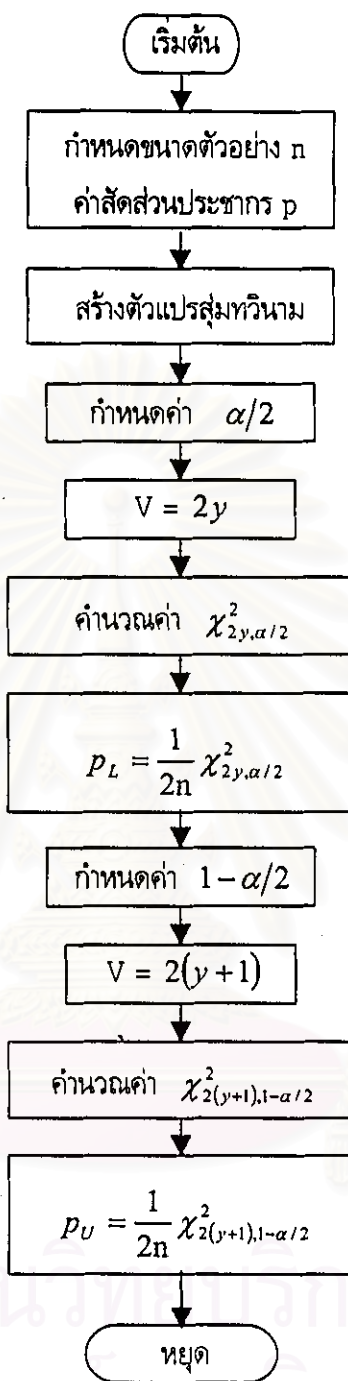 เริ่มต้น
กำหนดขนาดตัวอย่าง n
ค่าสัดส่วนประชากร p
สร้างตัวแปรสุ่มทวินาม
กำหนดค่า α/2
V = 2y
คำนวณค่า χ²_{2y,α/2}
p_L = \frac{1}{2n} χ²_{2y,α/2}
กำหนดค่า 1−α/2
V = 2(y+1)
คำนวณค่า χ²_{2(y+1),1−α/2}
p_U = \frac{1}{2n} χ²_{2(y+1),1−α/2}
หยุด